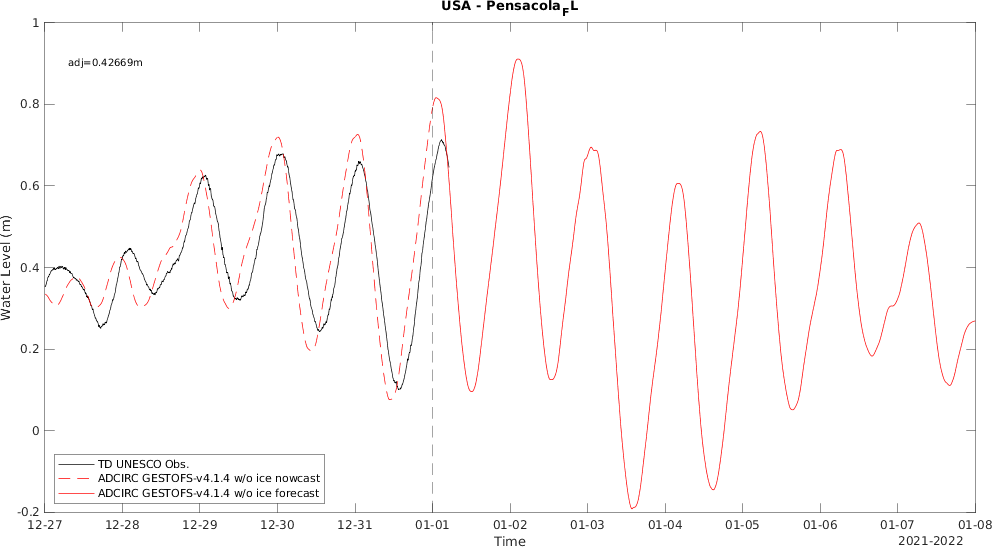 USA - Pensacola_FL
adj=0.42669m
Water Level (m)
1
0.8
0.6
0.4
0.2
0
-0.2
TD UNESCO Obs.
ADCIRC GESTOFS-v4.1.4 w/o ice nowcast
ADCIRC GESTOFS-v4.1.4 w/o ice forecast
12-27 12-28 12-29 12-30 12-31 01-01 01-02 01-03 01-04 01-05 01-06 01-07 01-08
Time
2021-2022